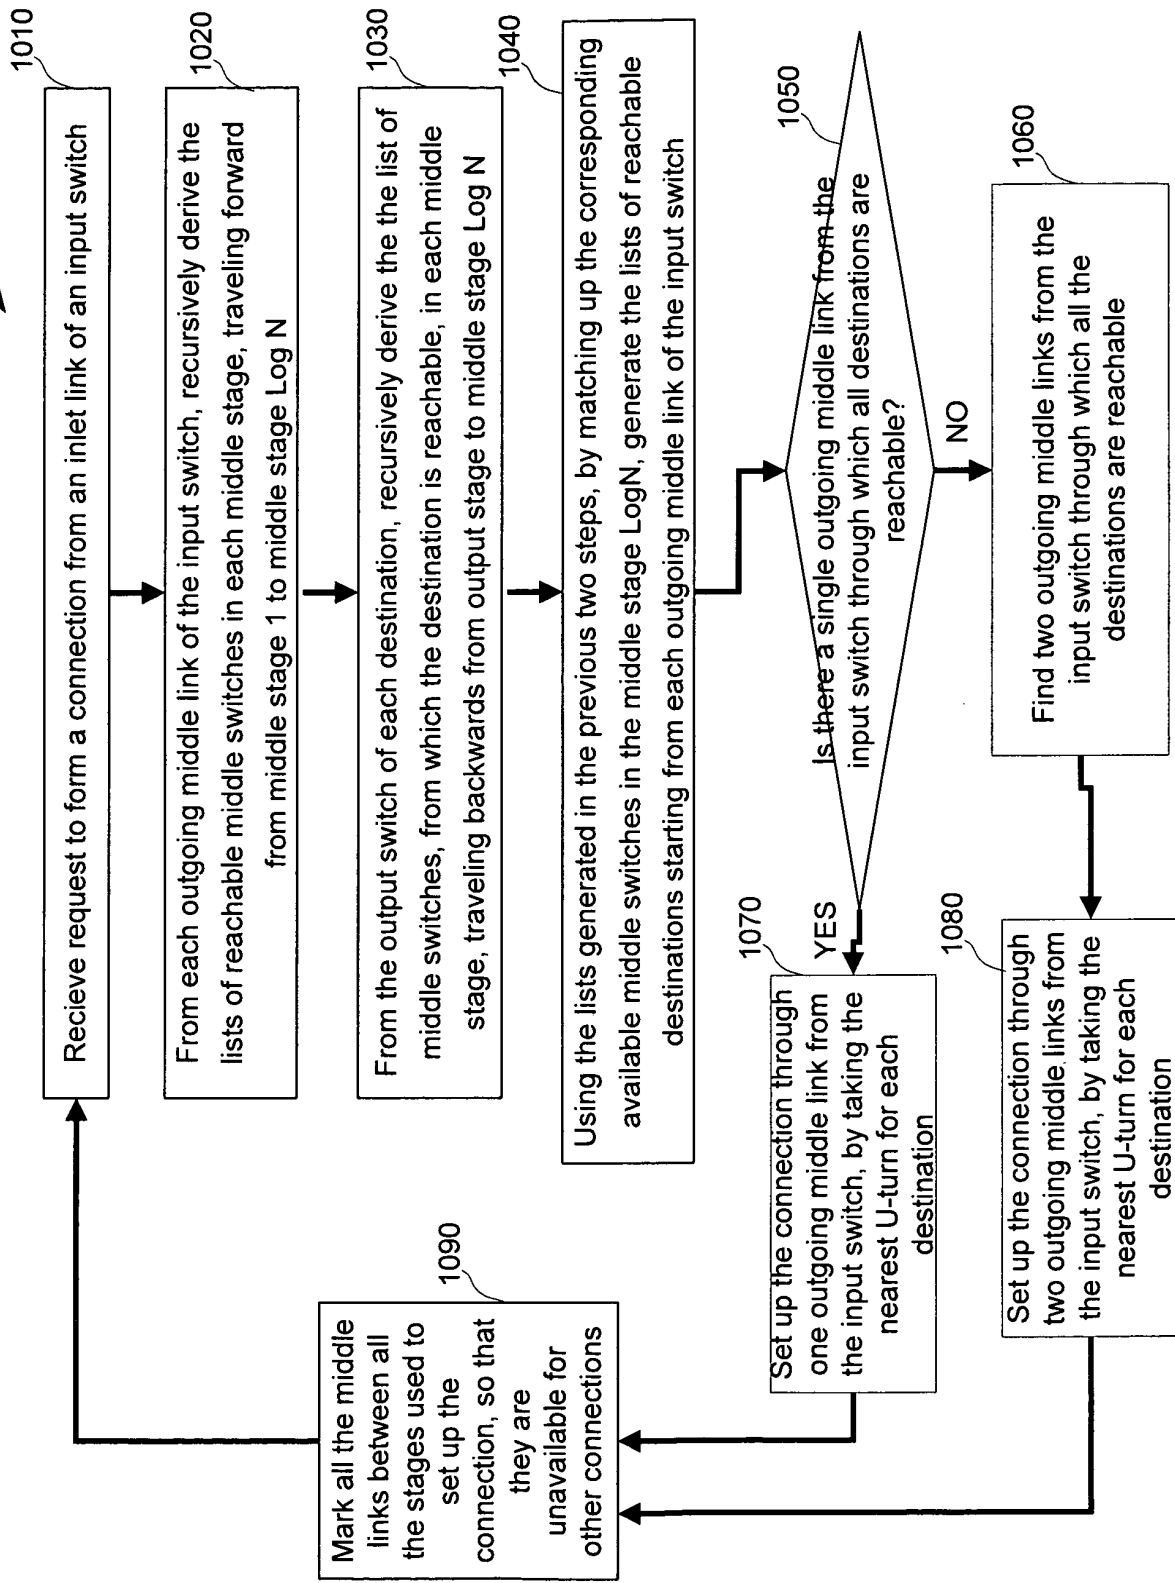 1010
Recieve request to form a connection from an inlet link of an input switch
1020
From each outgoing middle link of the input switch, recursively derive the
lists of reachable middle switches in each middle stage, traveling forward
from middle stage 1 to middle stage Log N
1030
From the output switch of each destination, recursively derive the the list of
middle switches, from which the destination is reachable, in each middle
stage, traveling backwards from output stage to middle stage Log N
1040
Using the lists generated in the previous two steps, by matching up the corresponding
available middle switches in the middle stage LogN, generate the lists of reachable
destinations starting from each outgoing middle link of the input switch
1050
Is there a single outgoing middle link from the
input switch through which all destinations are
reachable?
NO
YES
1060
Find two outgoing middle links from the
input switch through which all the
destinations are reachable
1070
Set up the connection through
one outgoing middle link from
the input switch, by taking the
nearest U-turn for each
destination
1080
Set up the connection through
two outgoing middle links from
the input switch, by taking the
nearest U-turn for each
destination
1090
Mark all the middle
links between all
the stages used to
set up the
connection, so that
they are
unavailable for
other connections